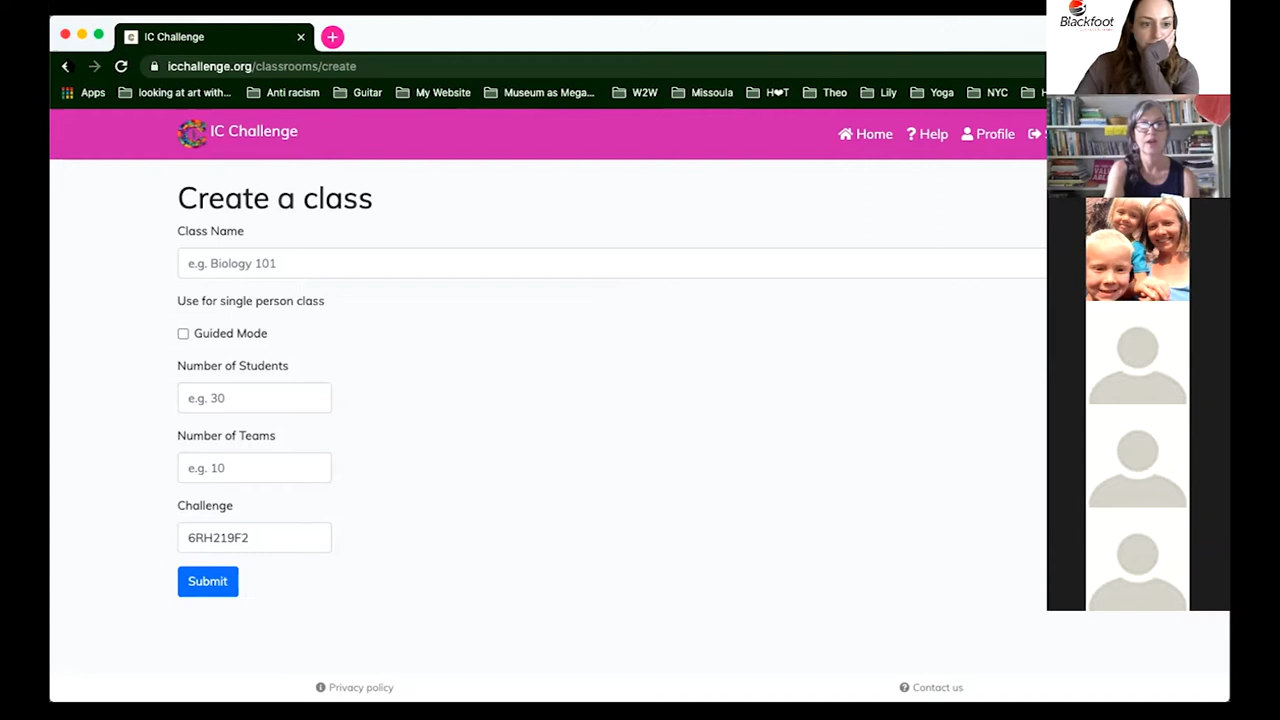 IC Challenge
icchallenge.org/classrooms/create
Apps looking at art with... Anti racism Guitar My Website Museum as Mega... W2W Missoula H❤T Theo Lily Yoga NYC H
IC Challenge
Home Help Profile
Create a class
Class Name
e.g. Biology 101
Use for single person class
Guided Mode
Number of Students
e.g. 30
Number of Teams
e.g. 10
Challenge
6RH219F2
Submit
Privacy policy Contact us
Blackfoot